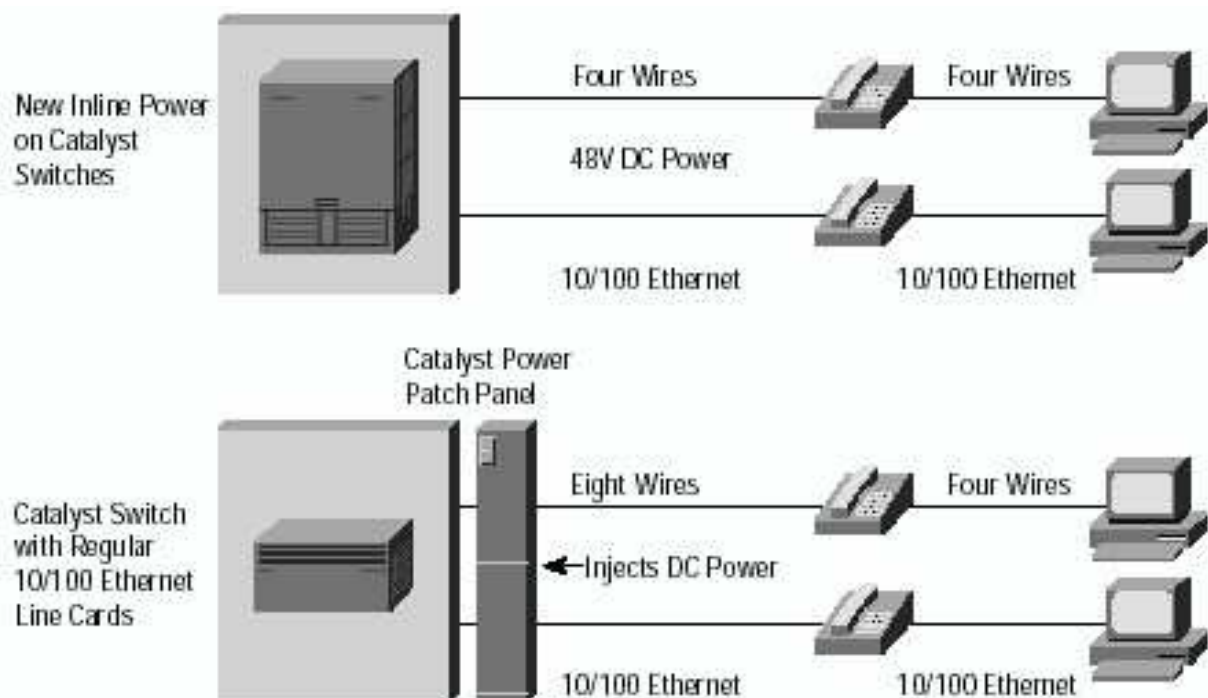 New Inline Power
on Catalyst
Switches
Four Wires
Four Wires
48V DC Power
10/100 Ethernet
10/100 Ethernet
Catalyst Power
Patch Panel
Catalyst Switch
with Regular
10/100 Ethernet
Line Cards
Eight Wires
Four Wires
Injects DC Power
10/100 Ethernet
10/100 Ethernet